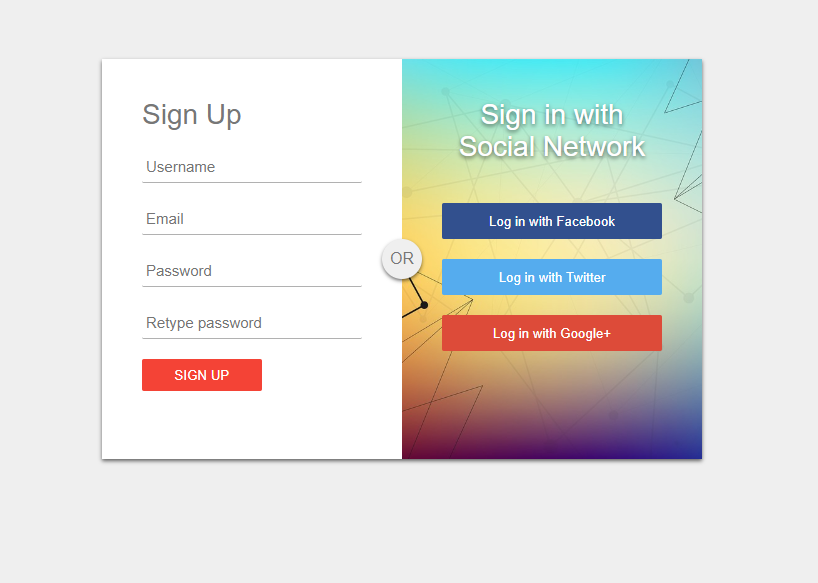 Sign Up
Username
Email
Password
Retype password
SIGN UP
OR
Sign in with
Social Network
Log in with Facebook
Log in with Twitter
Log in with Google+